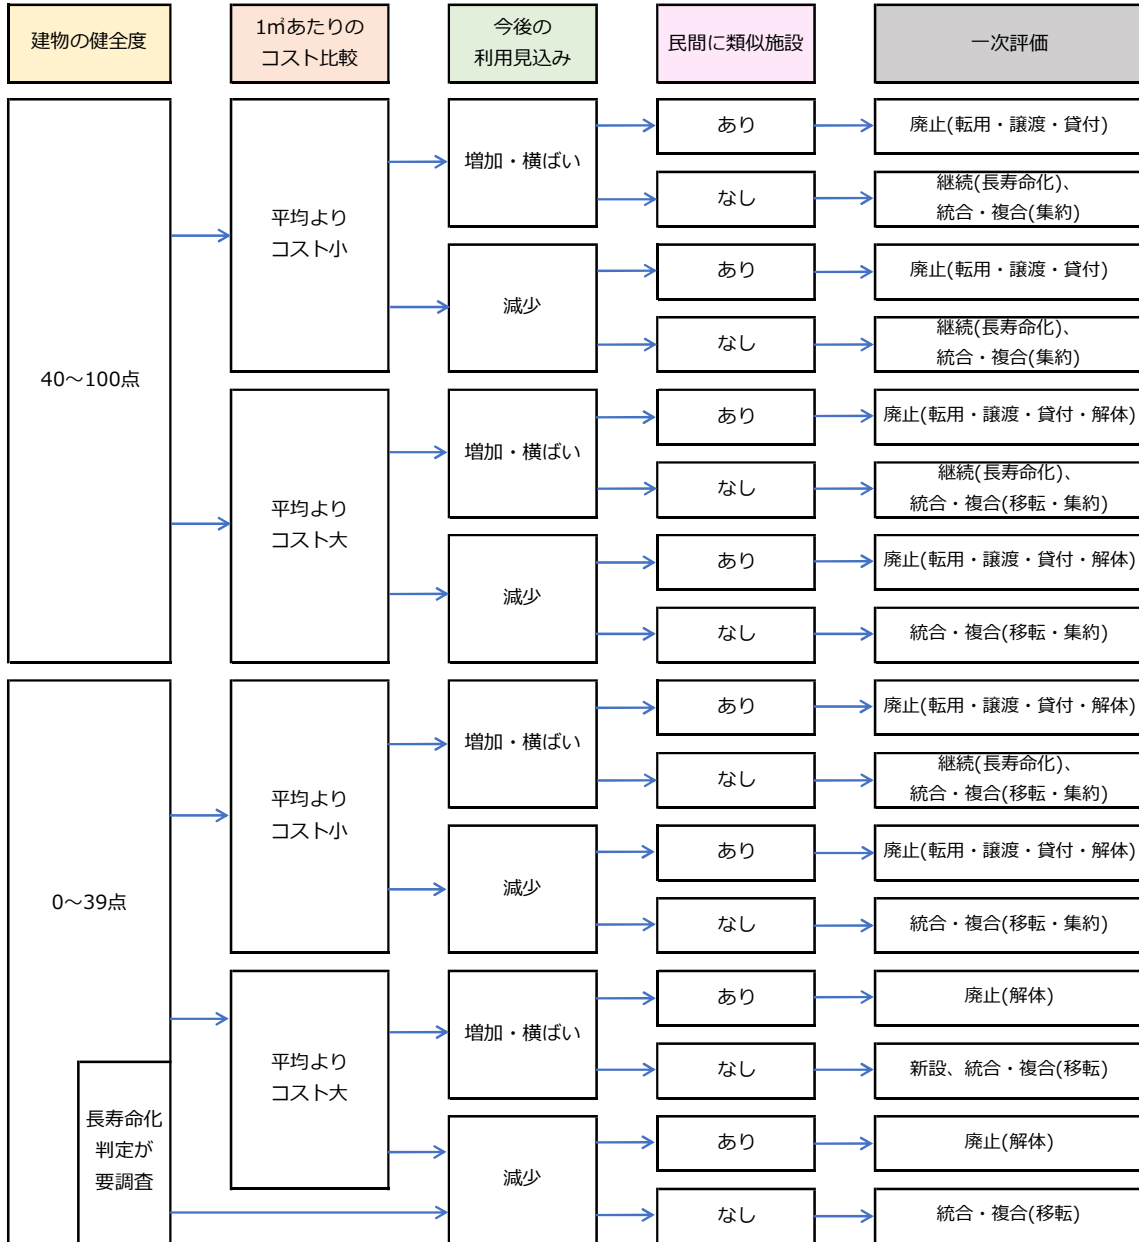 建物の健全度
1㎡あたりの
コスト比較
今後の
利用見込み
民間に類似施設
一次評価
40～100点
平均より
コスト小
増加・横ばい
あり
廃止(転用・譲渡・貸付)
なし
継続(長寿命化)、
統合・複合(集約)
減少
あり
廃止(転用・譲渡・貸付)
なし
継続(長寿命化)、
統合・複合(集約)
平均より
コスト大
増加・横ばい
あり
廃止(転用・譲渡・貸付・解体)
なし
継続(長寿命化)、
統合・複合(移転・集約)
減少
あり
廃止(転用・譲渡・貸付・解体)
なし
統合・複合(移転・集約)
0～39点
平均より
コスト小
増加・横ばい
あり
廃止(転用・譲渡・貸付・解体)
なし
継続(長寿命化)、
統合・複合(移転・集約)
減少
あり
廃止(転用・譲渡・貸付・解体)
なし
統合・複合(移転・集約)
平均より
コスト大
増加・横ばい
あり
廃止(解体)
なし
新設、統合・複合(移転)
長寿命化
判定が
要調査
減少
あり
廃止(解体)
なし
統合・複合(移転)